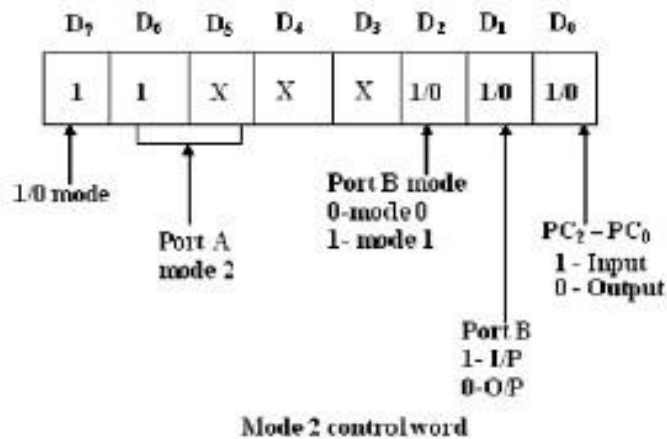 D₇ D₆ D₅ D₄ D₃ D₂ D₁ D₀
1 1 X X X 1/0 1/0 1/0
1/0 mode
Port A
mode 2
Port B mode
0-mode 0
1- mode 1
PC₂ – PC₀
1 - Input
0 - Output
Port B
1- I/P
0-O/P
Mode 2 control word